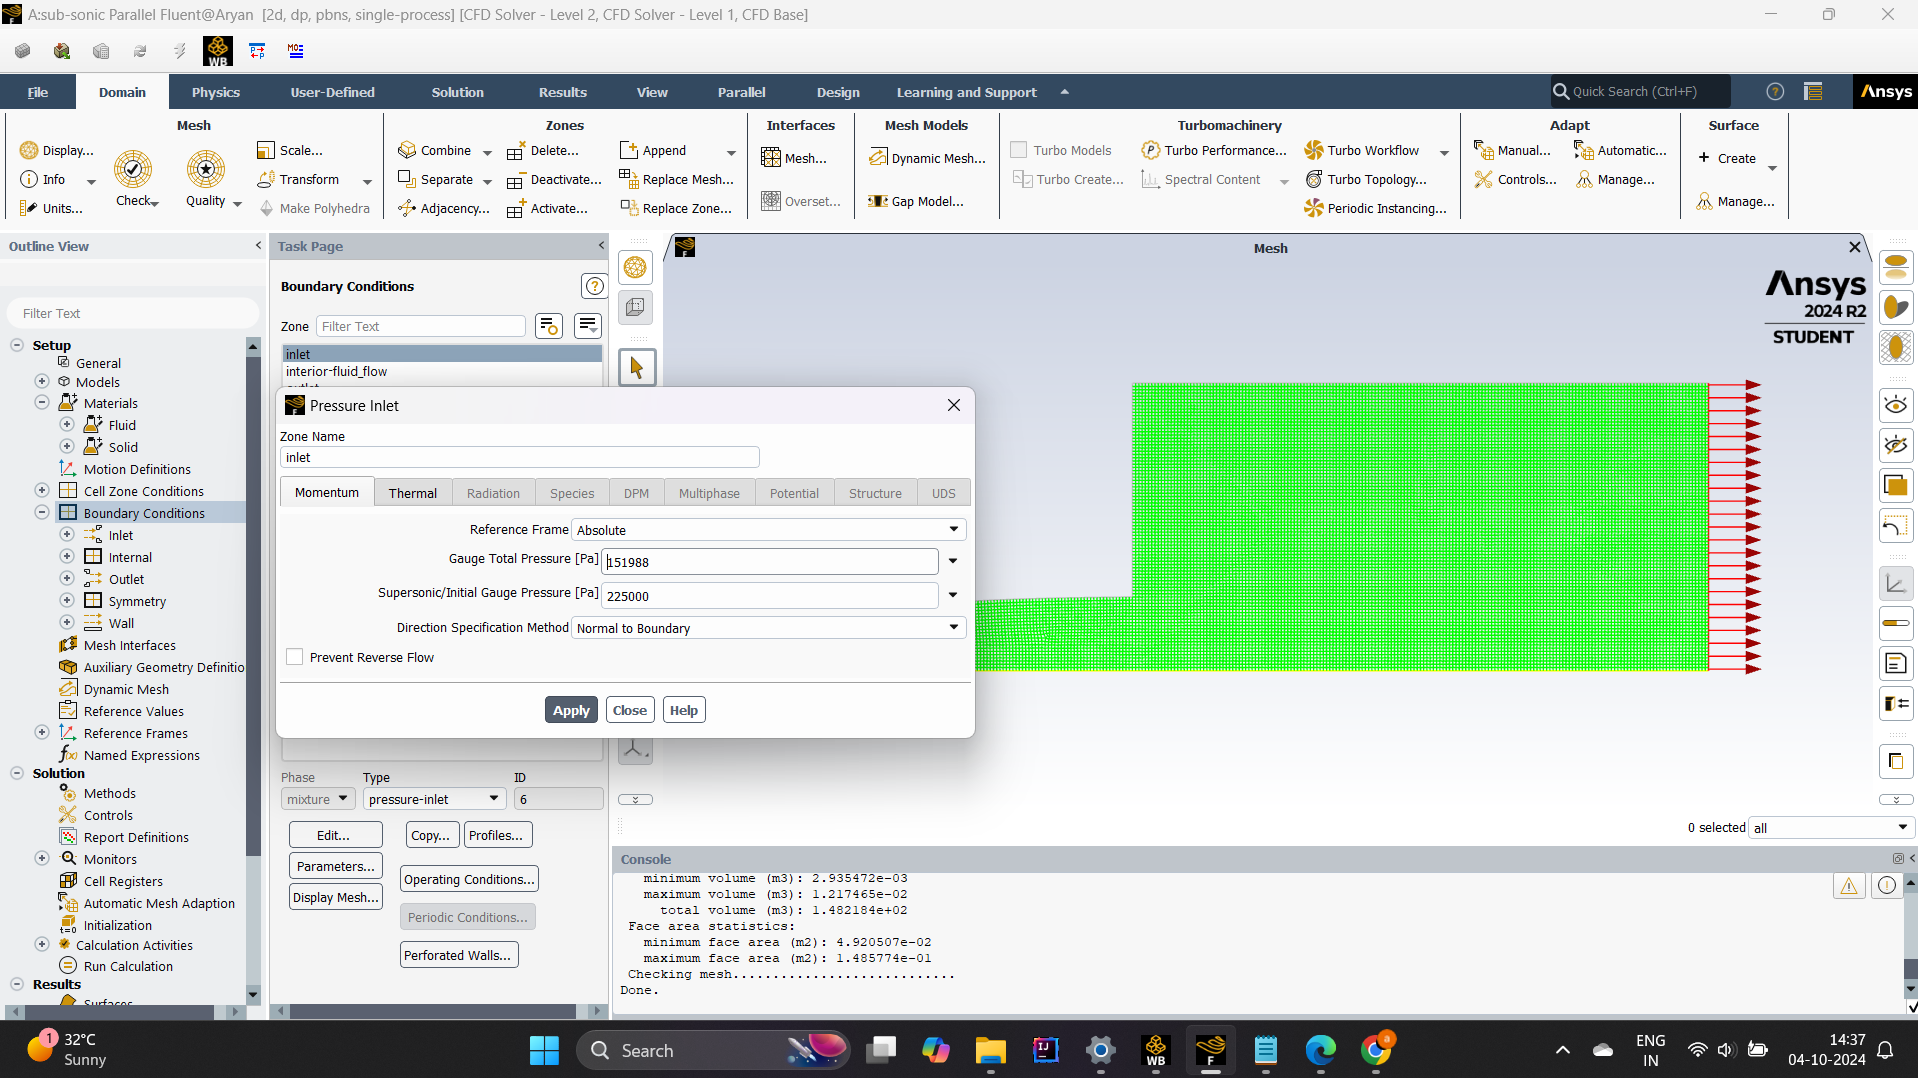 A:sub-sonic Parallel Fluent@Aryan  [2d, dp, pbns, single-process] [CFD Solver - Level 2, CFD Solver - Level 1, CFD Base]
WB
File
Domain
Physics
User-Defined
Solution
Results
View
Parallel
Design
Learning and Support
Quick Search (Ctrl+F)
Ansys
Mesh
Display...
Info
Units...
Check
Quality
Scale...
Transform
Make Polyhedra
Zones
Combine
Separate
Adjacency...
Delete...
Deactivate...
Activate...
Append
Replace Mesh...
Replace Zone...
Interfaces
Mesh...
Overset...
Mesh Models
Dynamic Mesh...
Gap Model...
Turbomachinery
Turbo Models
Turbo Create...
Turbo Performance...
Spectral Content
Turbo Workflow
Turbo Topology...
Periodic Instancing...
Adapt
Manual...
Controls...
Automatic...
Manage...
Surface
Create
Manage...
Outline View
Filter Text
Setup
General
Models
Materials
Fluid
Solid
Motion Definitions
Cell Zone Conditions
Boundary Conditions
Inlet
Internal
Outlet
Symmetry
Wall
Mesh Interfaces
Auxiliary Geometry Definitio
Dynamic Mesh
Reference Values
Reference Frames
Named Expressions
Solution
Methods
Controls
Report Definitions
Monitors
Cell Registers
Automatic Mesh Adaption
Initialization
Calculation Activities
Run Calculation
Results
Surfaces
Task Page
Boundary Conditions
Zone
Filter Text
inlet
interior-fluid_flow
outlet
Pressure Inlet
Zone Name
inlet
Momentum
Thermal
Radiation
Species
DPM
Multiphase
Potential
Structure
UDS
Reference Frame
Absolute
Gauge Total Pressure [Pa]
151988
Supersonic/Initial Gauge Pressure [Pa]
225000
Direction Specification Method
Normal to Boundary
Prevent Reverse Flow
Apply
Close
Help
Phase
Type
ID
mixture
pressure-inlet
6
Edit...
Copy...
Profiles...
Parameters...
Operating Conditions...
Display Mesh...
Periodic Conditions...
Perforated Walls...
Mesh
Ansys
2024 R2
STUDENT
0 selected
all
Console
minimum volume (m3): 2.935472e-03
maximum volume (m3): 1.217465e-02
total volume (m3): 1.482184e+02
Face area statistics:
minimum face area (m2): 4.920507e-02
maximum face area (m2): 1.485774e-01
Checking mesh............................
Done.
1
32°C
Sunny
Search
WB
ENG
IN
14:37
04-10-2024